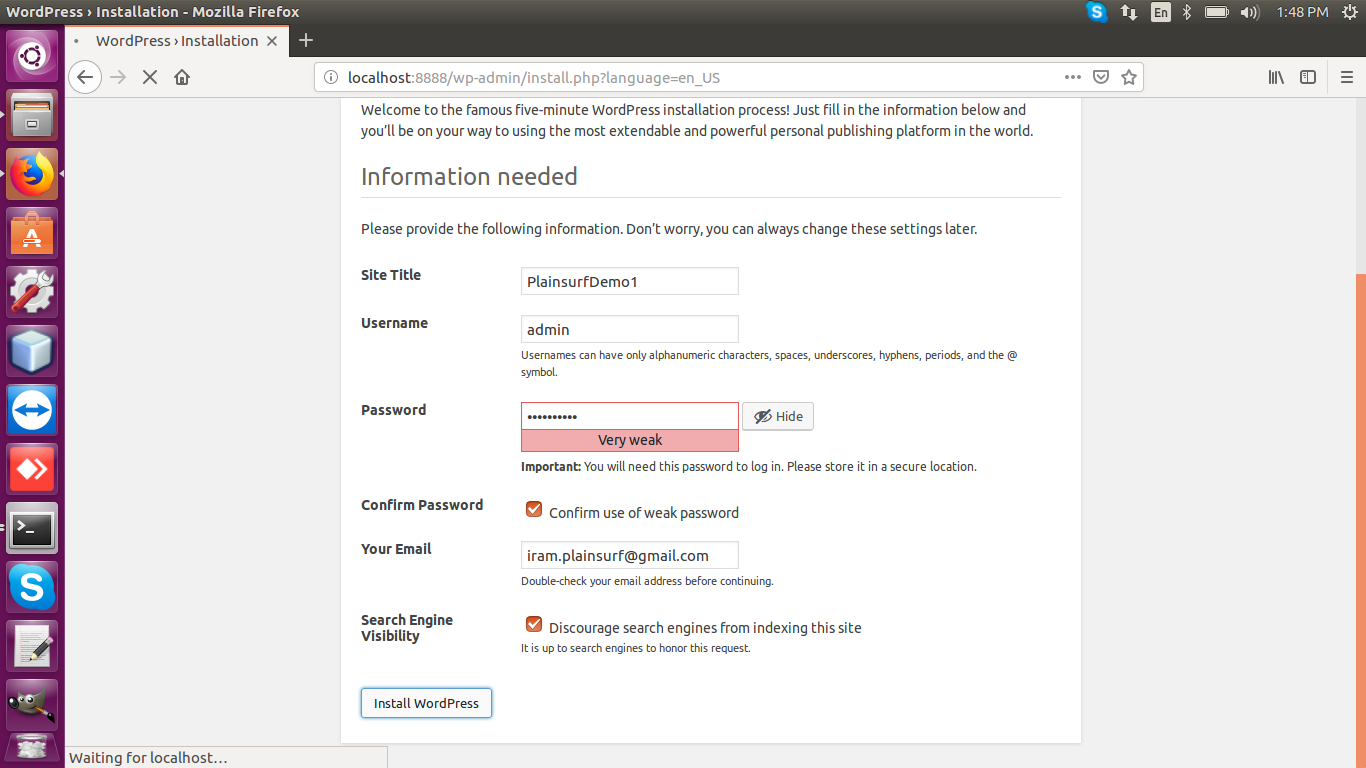 WordPress › Installation - Mozilla Firefox
En
1:48 PM
WordPress › Installation
localhost:8888/wp-admin/install.php?language=en_US
Welcome to the famous five-minute WordPress installation process! Just fill in the information below and
you’ll be on your way to using the most extendable and powerful personal publishing platform in the world.
Information needed
Please provide the following information. Don’t worry, you can always change these settings later.
Site Title
PlainsurfDemo1
Username
admin
Usernames can have only alphanumeric characters, spaces, underscores, hyphens, periods, and the @
symbol.
Password
••••••••••
Hide
Very weak
Important: You will need this password to log in. Please store it in a secure location.
Confirm Password
Confirm use of weak password
Your Email
iram.plainsurf@gmail.com
Double-check your email address before continuing.
Search Engine
Visibility
Discourage search engines from indexing this site
It is up to search engines to honor this request.
Install WordPress
Waiting for localhost…